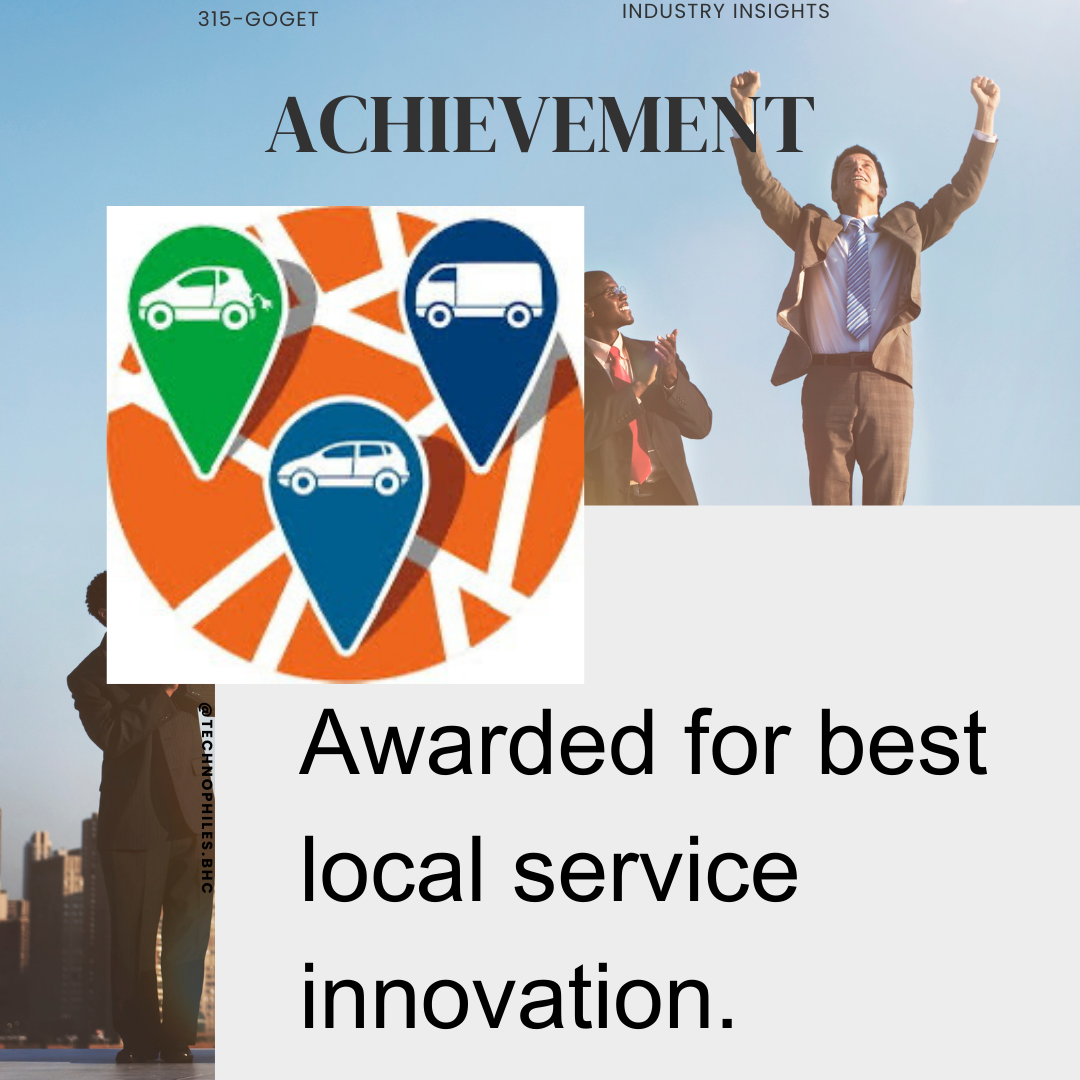 315-GOGET
INDUSTRY INSIGHTS
ACHIEVEMENT
@TECHNOPHILES.BHC
Awarded for best
local service
innovation.